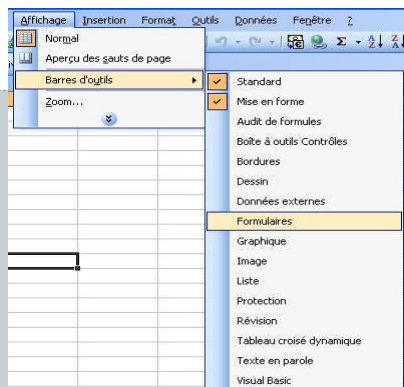 Affichage Insertion Format Outils Données Fenêtre ?
Normal
Aperçu des sauts de page
Barres d'outils
Zoom...
Standard
Mise en forme
Audit de formules
Boîte à outils Contrôles
Bordures
Dessin
Données externes
Formulaires
Graphique
Image
Liste
Protection
Révision
Tableau croisé dynamique
Texte en parole
Visual Basic